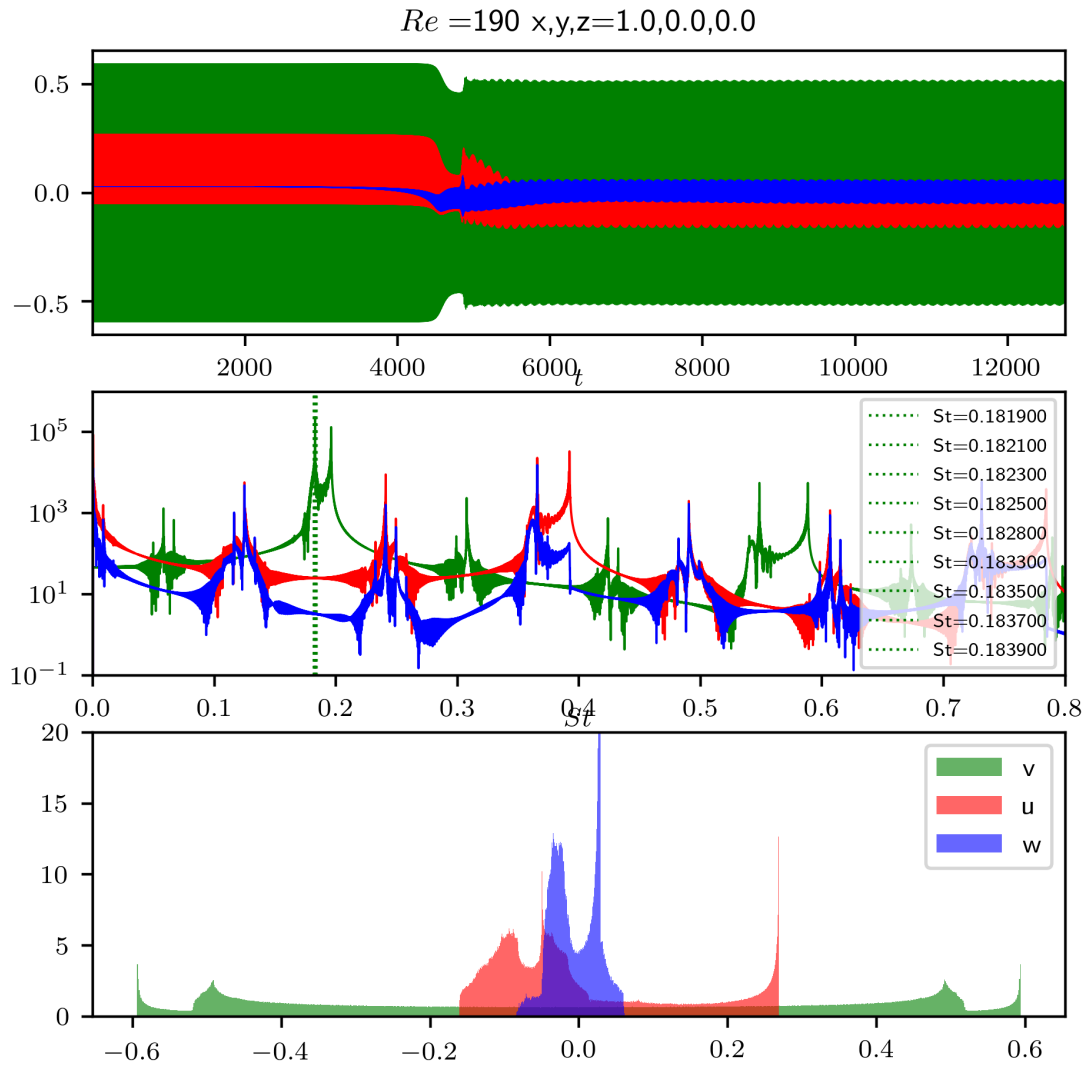 Re =190 x,y,z=1.0,0.0,0.0
0.5
0.0
−0.5
2000 4000 6000 8000 10000 12000
t
10^5
10^3
10^1
10^−1
St=0.181900
St=0.182100
St=0.182300
St=0.182500
St=0.182800
St=0.183300
St=0.183500
St=0.183700
St=0.183900
0.0 0.1 0.2 0.3 0.4 0.5 0.6 0.7 0.8
St
20
15
10
5
0
v
u
w
−0.6 −0.4 −0.2 0.0 0.2 0.4 0.6